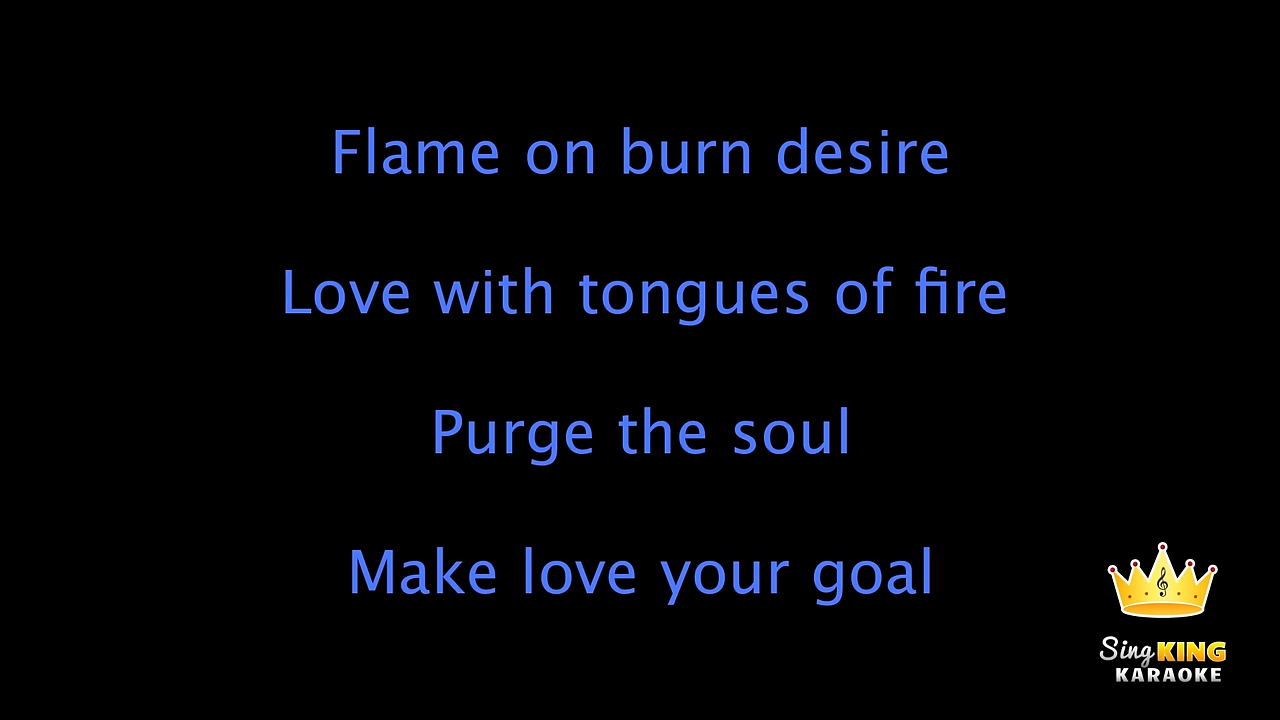 Flame on burn desire
Love with tongues of fire
Purge the soul
Make love your goal
Sing KING
KARAOKE